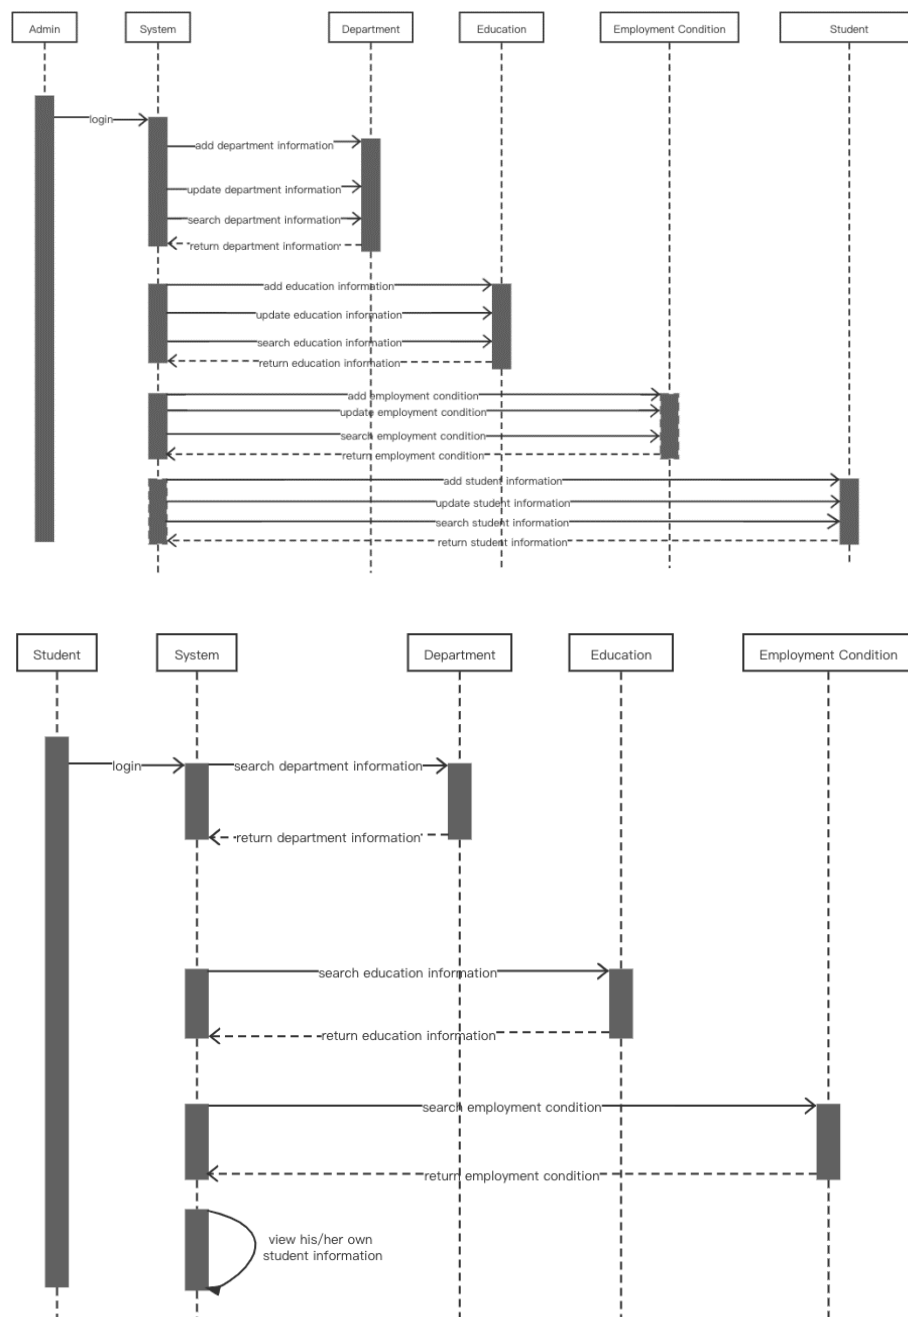 Admin
System
Department
Education
Employment Condition
Student
login
add department information
update department information
search department information
return department information
add education information
update education information
search education information
return education information
add employment condition
update employment condition
search employment condition
return employment condition
add student information
update student information
search student information
return student information
Student
System
Department
Education
Employment Condition
login
search department information
return department information
search education information
return education information
search employment condition
return employment condition
view his/her own
student information